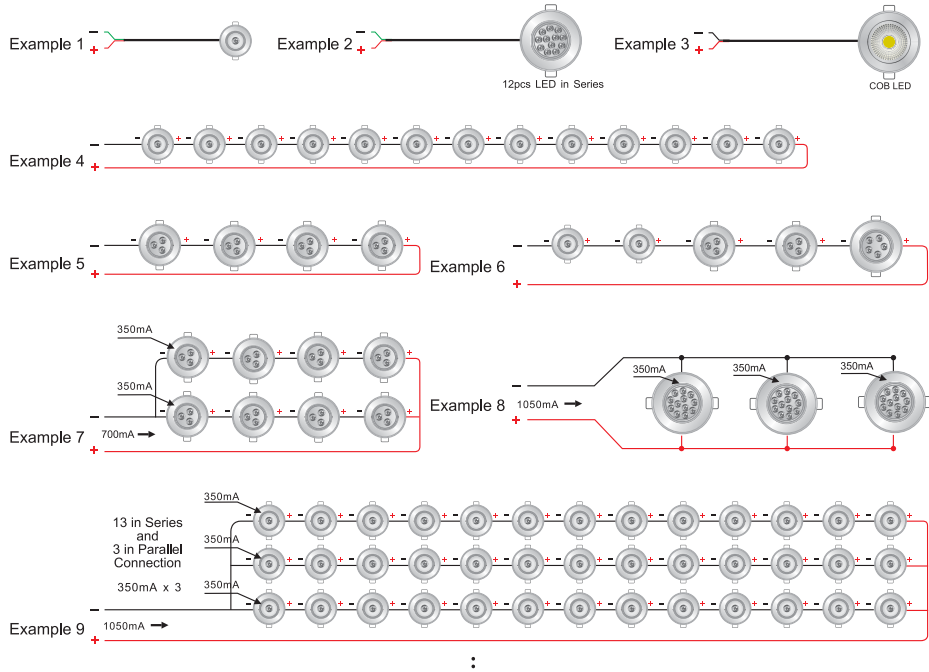 Example 1
−
+
Example 2
−
+
12pcs LED in Series
Example 3
−
+
COB LED
Example 4
−
− + − + − + − + − + − + − + − + − + − + − + − + − +
+
Example 5
−
− + − + − + − +
+
Example 6
−
− + − + − + − + − +
+
350mA
− + − + − + − +
350mA
− + − + − + − +
Example 7
−
700mA
+
350mA
350mA
350mA
Example 8
−
1050mA
+
350mA
− + − + − + − + − + − + − + − + − + − + − + − + − +
13 in Series
and
3 in Parallel
Connection
350mA
− + − + − + − + − + − + − + − + − + − + − + − + − +
350mA x 3
350mA
− + − + − + − + − + − + − + − + − + − + − + − + − +
Example 9
−
1050mA
+
: